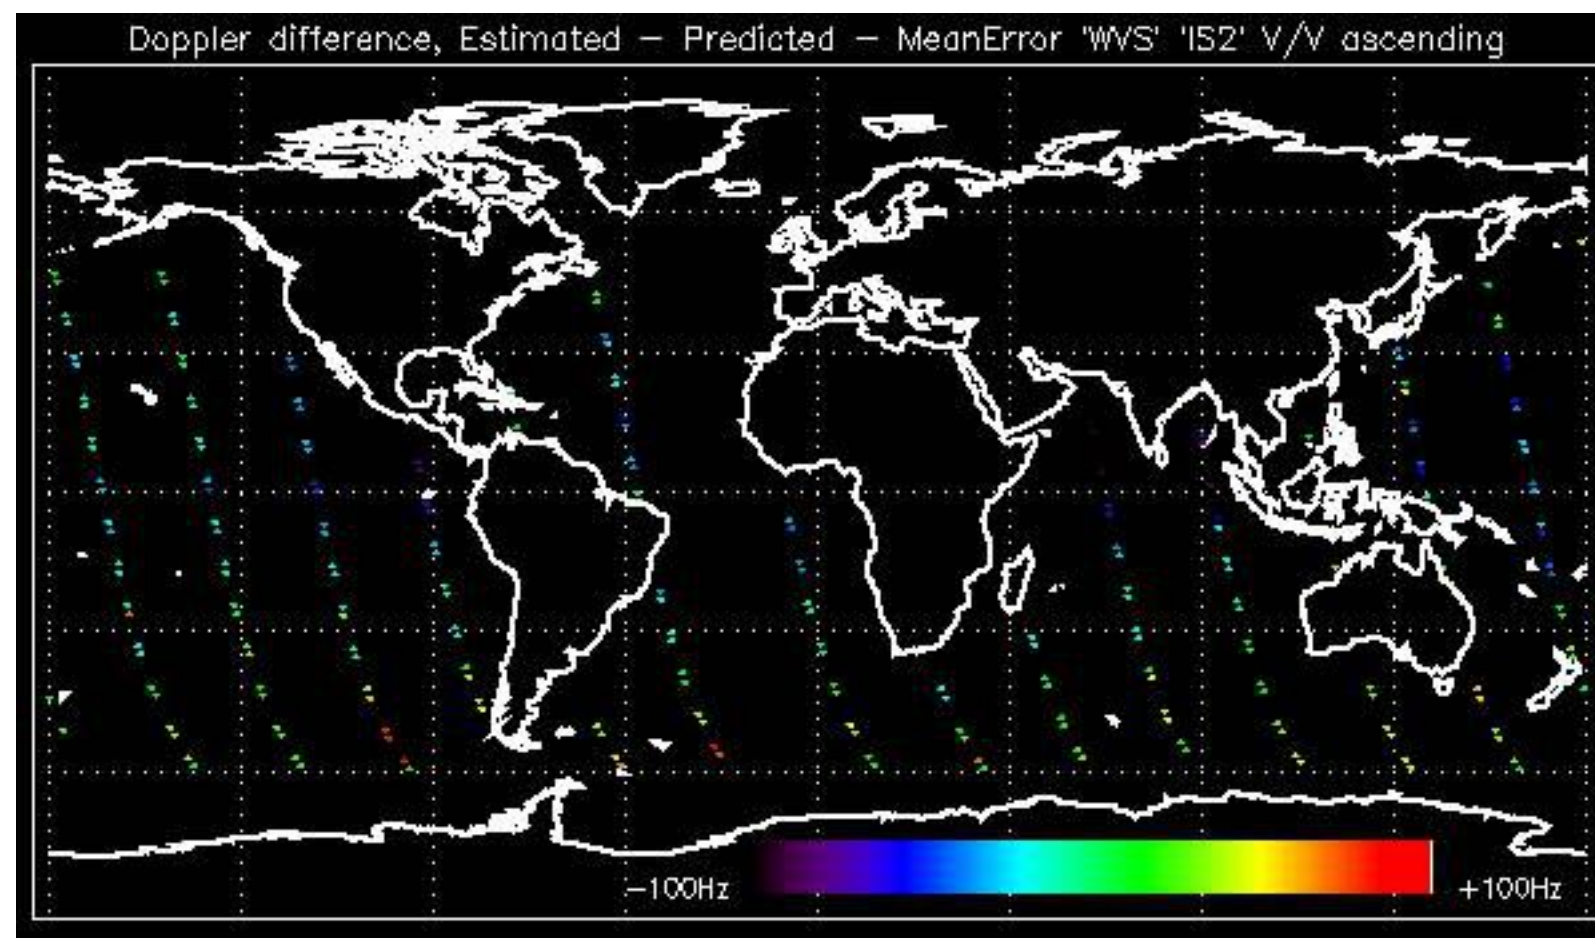 Doppler difference, Estimated – Predicted – MeanError 'WVS' 'IS2' V/V ascending
–100Hz +100Hz